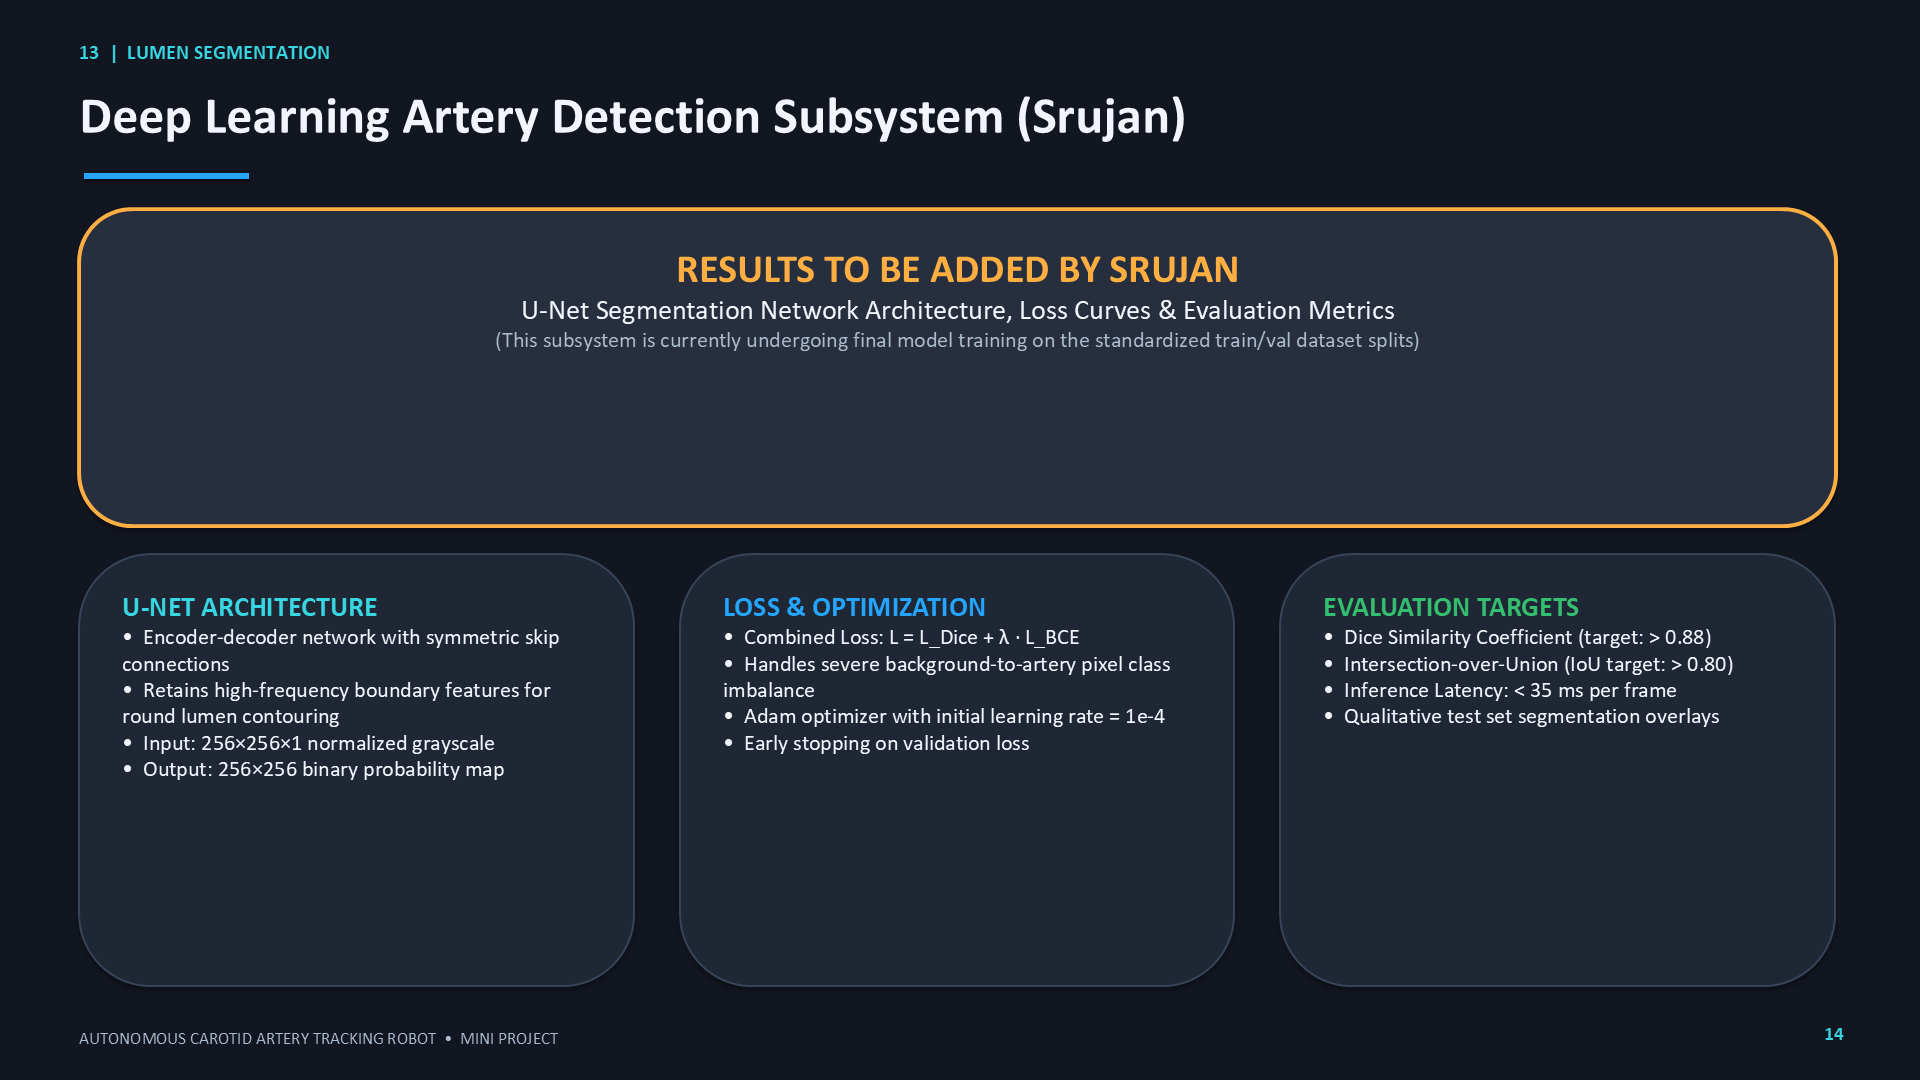 13 | LUMEN SEGMENTATION
Deep Learning Artery Detection Subsystem (Srujan)
RESULTS TO BE ADDED BY SRUJAN
U-Net Segmentation Network Architecture, Loss Curves & Evaluation Metrics
(This subsystem is currently undergoing final model training on the standardized train/val dataset splits)
U-NET ARCHITECTURE
• Encoder-decoder network with symmetric skip
connections
• Retains high-frequency boundary features for
round lumen contouring
• Input: 256×256×1 normalized grayscale
• Output: 256×256 binary probability map
LOSS & OPTIMIZATION
• Combined Loss: L = L_Dice + λ · L_BCE
• Handles severe background-to-artery pixel class
imbalance
• Adam optimizer with initial learning rate = 1e-4
• Early stopping on validation loss
EVALUATION TARGETS
• Dice Similarity Coefficient (target: > 0.88)
• Intersection-over-Union (IoU target: > 0.80)
• Inference Latency: < 35 ms per frame
• Qualitative test set segmentation overlays
AUTONOMOUS CAROTID ARTERY TRACKING ROBOT • MINI PROJECT
14